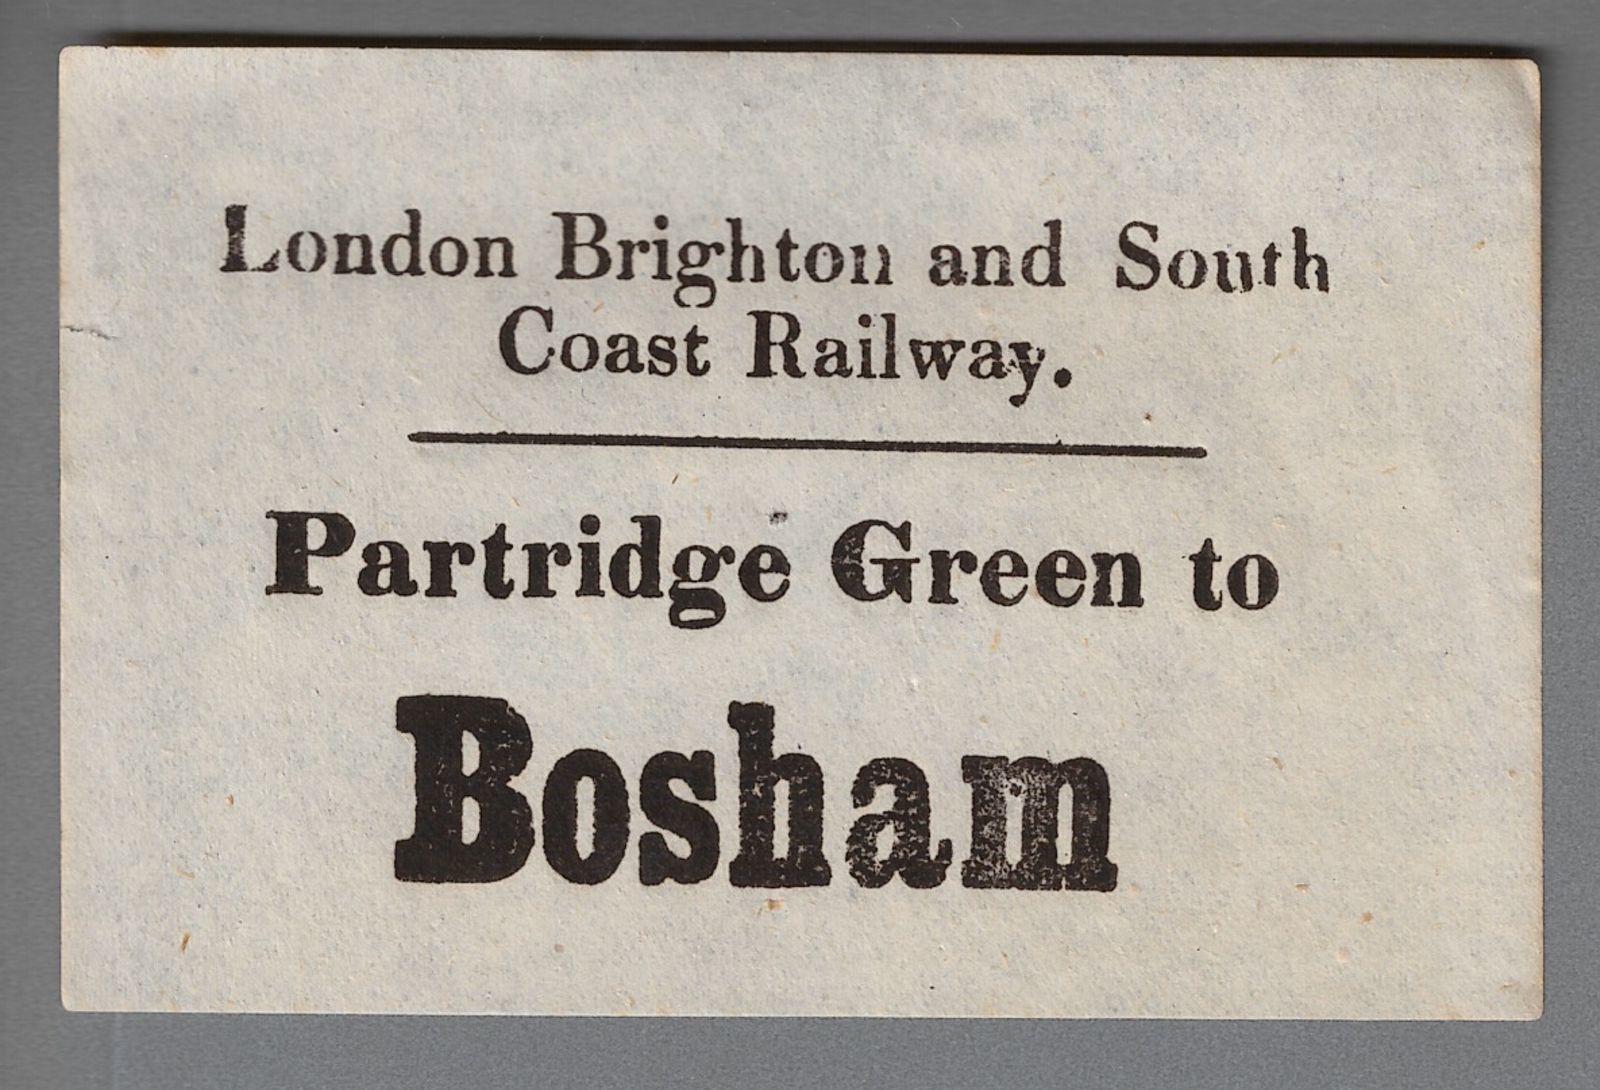 London Brighton and South
Coast Railway.
Partridge Green to
Bosham